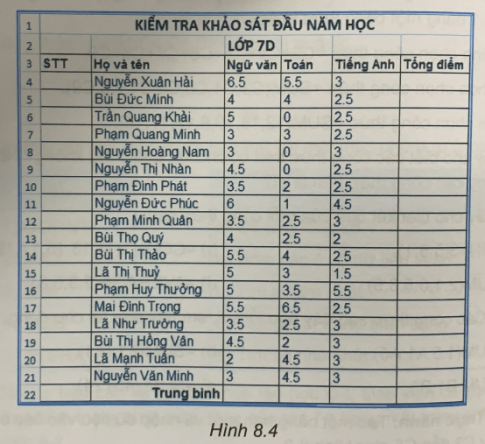 1 KIỂM TRA KHẢO SÁT ĐẦU NĂM HỌC
2 LỚP 7D
3 STT Họ và tên Ngữ văn Toán Tiếng Anh Tổng điểm
4 Nguyễn Xuân Hải 6.5 5.5 3
5 Bùi Đức Minh 4 4 2.5
6 Trần Quang Khải 5 0 2.5
7 Phạm Quang Minh 3 3 2.5
8 Nguyễn Hoàng Nam 3 0 3
9 Nguyễn Thị Nhàn 4.5 0 2.5
10 Phạm Đình Phát 3.5 2 2.5
11 Nguyễn Đức Phúc 6 1 4.5
12 Phạm Minh Quân 3.5 2.5 3
13 Bùi Thọ Quý 4 2.5 2
14 Bùi Thị Thảo 5.5 4 2.5
15 Lã Thị Thuỷ 5 3 1.5
16 Phạm Huy Thưởng 5 3.5 5.5
17 Mai Đình Trọng 5.5 6.5 2.5
18 Lã Như Trường 3.5 2.5 3
19 Bùi Thị Hồng Vân 4.5 2 3
20 Lã Mạnh Tuấn 2 4.5 3
21 Nguyễn Văn Minh 3 4.5 3
22 Trung bình
Hình 8.4